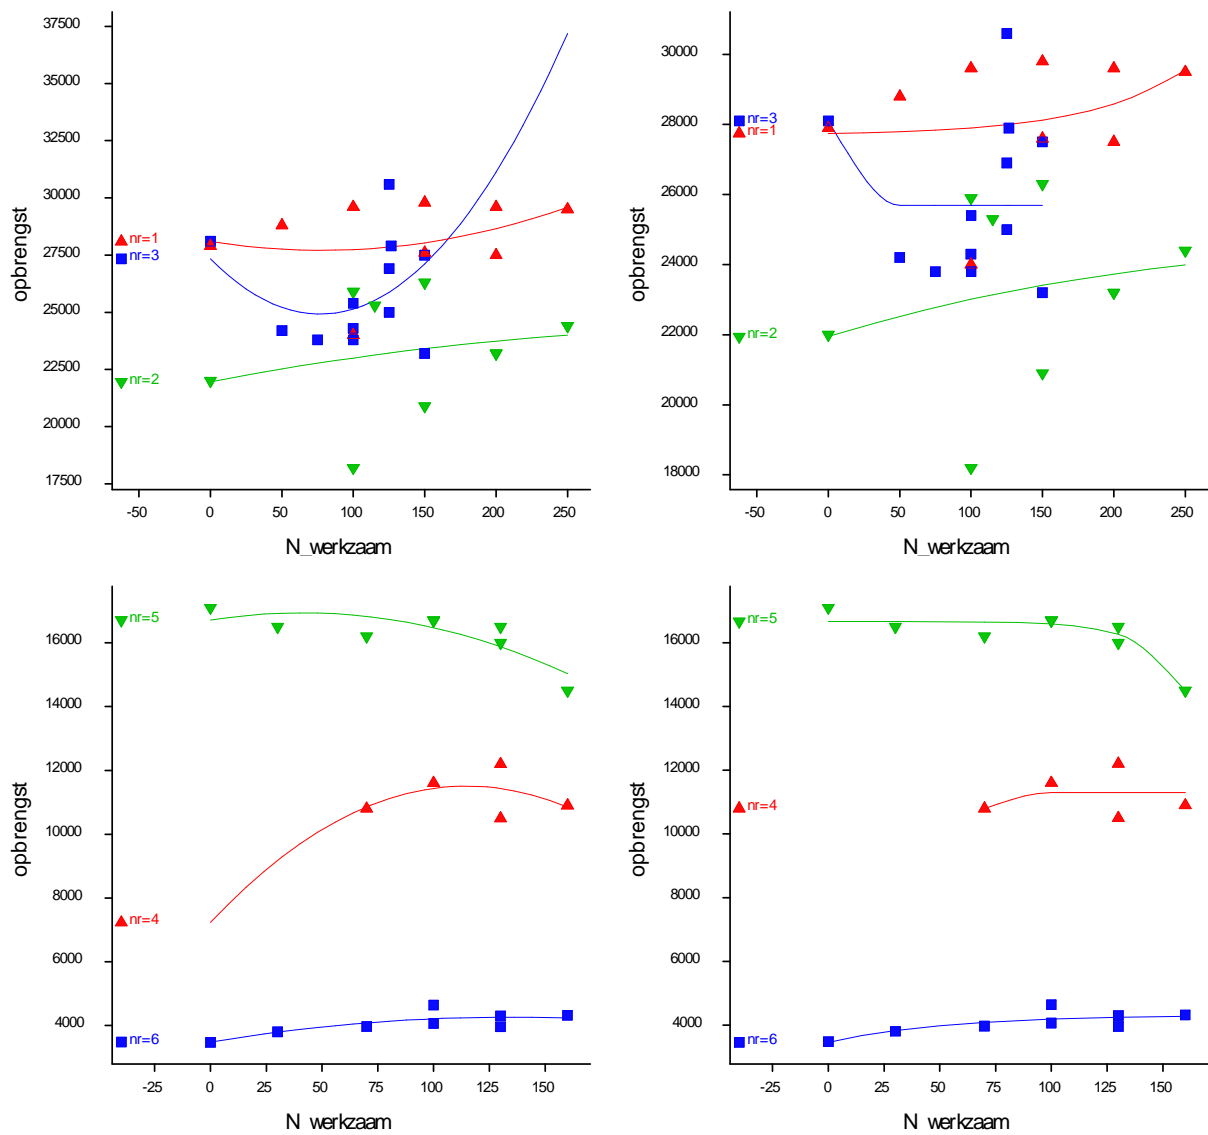 37500
35000
32500
30000
27500
25000
22500
20000
17500
opbrengst
nr=1
nr=3
nr=2
-50 0 50 100 150 200 250
N_werkzaam
30000
28000
26000
24000
22000
20000
18000
opbrengst
nr=3
nr=1
nr=2
-50 0 50 100 150 200 250
N_werkzaam
16000
14000
12000
10000
8000
6000
4000
opbrengst
nr=5
nr=4
nr=6
-25 0 25 50 75 100 125 150
N_werkzaam
16000
14000
12000
10000
8000
6000
4000
opbrengst
nr=5
nr=4
nr=6
-25 0 25 50 75 100 125 150
N_werkzaam